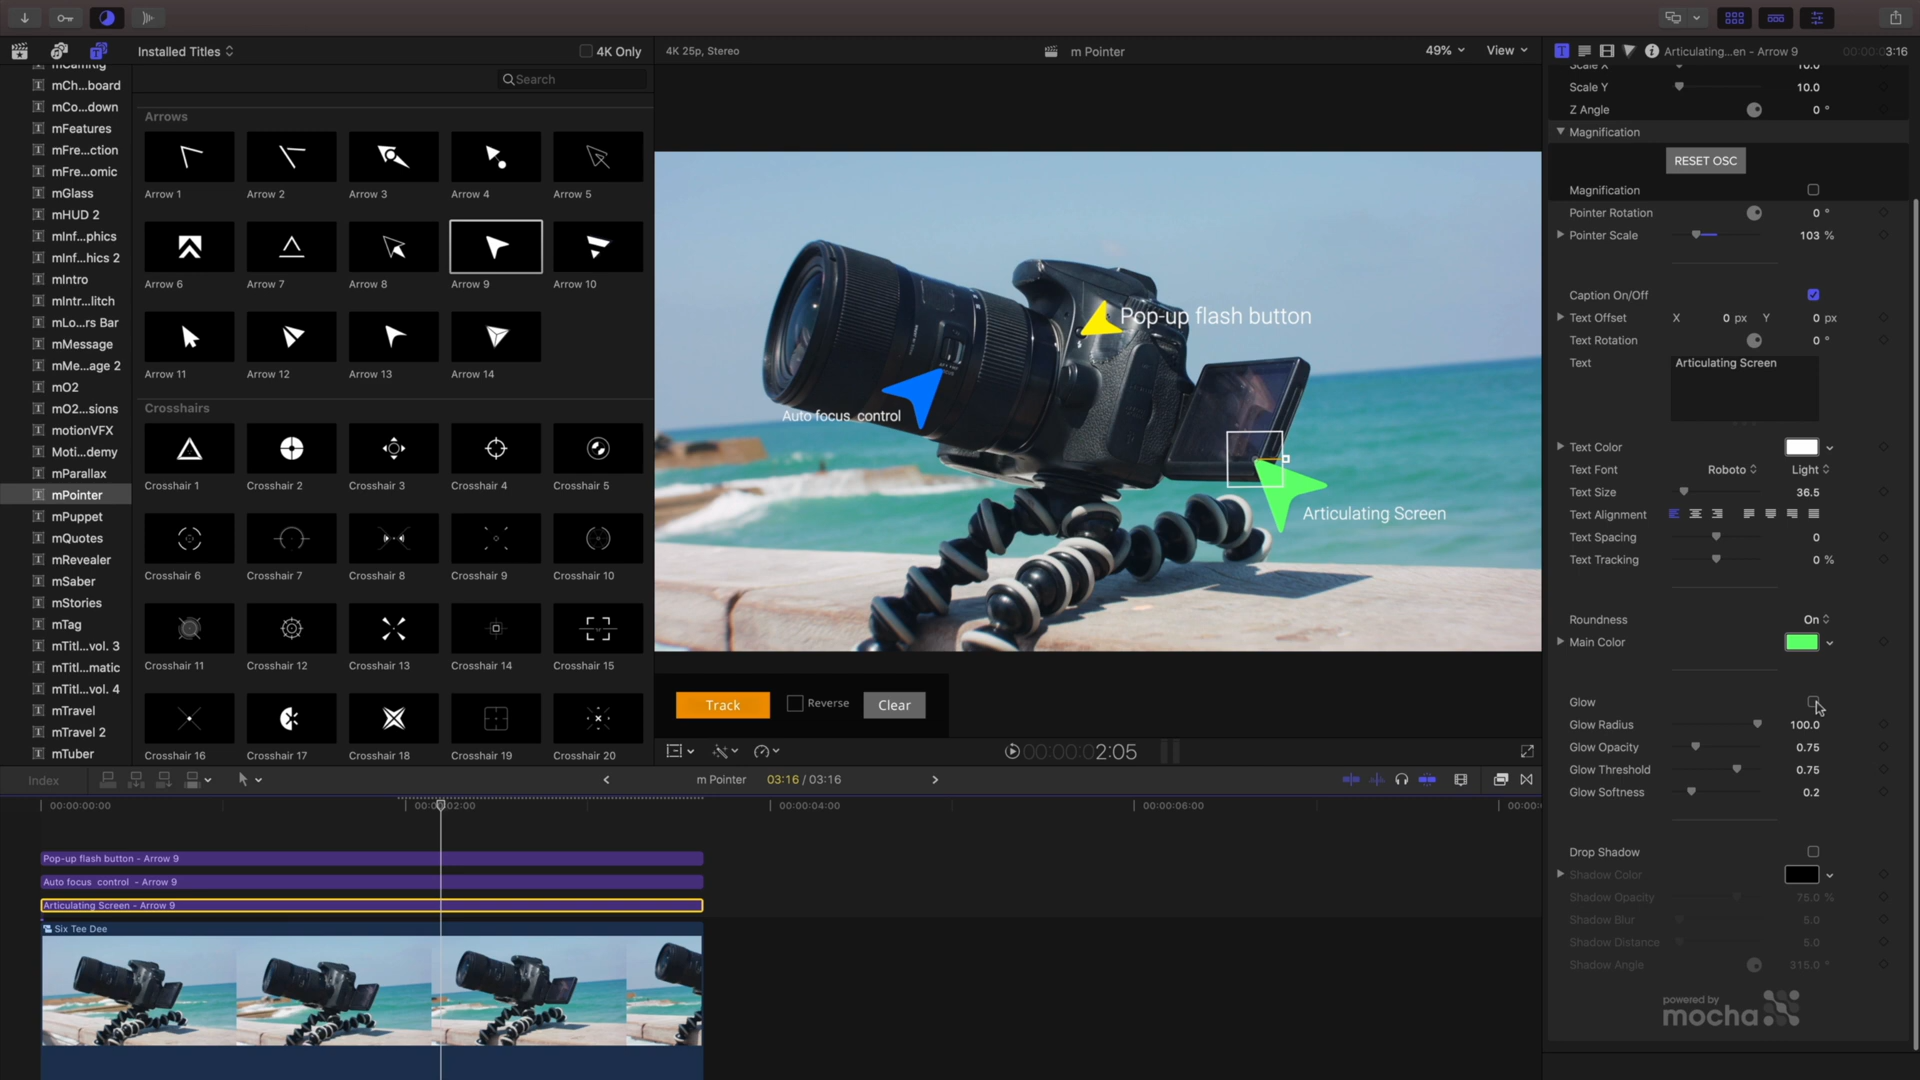 Installed Titles
4K Only
4K 25p, Stereo
m Pointer
49%
View
Articulating...en - Arrow 9
00:00:03:16
Search
mCamRig
mCh...board
mCo...down
mFeatures
mFre...ction
mFre...omic
mGlass
mHUD 2
mInf...phics
mInf...hics 2
mIntro
mIntr...litch
mLo...rs Bar
mMessage
mMe...age 2
mO2
mO2...sions
motionVFX
Moti...demy
mParallax
mPointer
mPuppet
mQuotes
mRevealer
mSaber
mStories
mTag
mTitl...vol. 3
mTitl...matic
mTitl...vol. 4
mTravel
mTravel 2
mTuber
Arrows
Arrow 1
Arrow 2
Arrow 3
Arrow 4
Arrow 5
Arrow 6
Arrow 7
Arrow 8
Arrow 9
Arrow 10
Arrow 11
Arrow 12
Arrow 13
Arrow 14
Crosshairs
Crosshair 1
Crosshair 2
Crosshair 3
Crosshair 4
Crosshair 5
Crosshair 6
Crosshair 7
Crosshair 8
Crosshair 9
Crosshair 10
Crosshair 11
Crosshair 12
Crosshair 13
Crosshair 14
Crosshair 15
Crosshair 16
Crosshair 17
Crosshair 18
Crosshair 19
Crosshair 20
Pop-up flash button
Auto focus control
Articulating Screen
Track
Reverse
Clear
00:00:02:05
Scale X 10.0
Scale Y 10.0
Z Angle 0 °
Magnification
RESET OSC
Magnification
Pointer Rotation 0 °
Pointer Scale 103 %
Caption On/Off
Text Offset X 0 px Y 0 px
Text Rotation 0 °
Text Articulating Screen
Text Color
Text Font Roboto Light
Text Size 36.5
Text Alignment
Text Spacing 0
Text Tracking 0 %
Roundness On
Main Color
Glow
Glow Radius 100.0
Glow Opacity 0.75
Glow Threshold 0.75
Glow Softness 0.2
Drop Shadow
Shadow Color
Shadow Opacity 75.0 %
Shadow Blur 5.0
Shadow Distance 5.0
Shadow Angle 315.0 °
powered by
mocha
Index
m Pointer
03:16 / 03:16
00:00:00:00
00:00:02:00
00:00:04:00
00:00:06:00
Pop-up flash button - Arrow 9
Auto focus control - Arrow 9
Articulating Screen - Arrow 9
Six Tee Dee